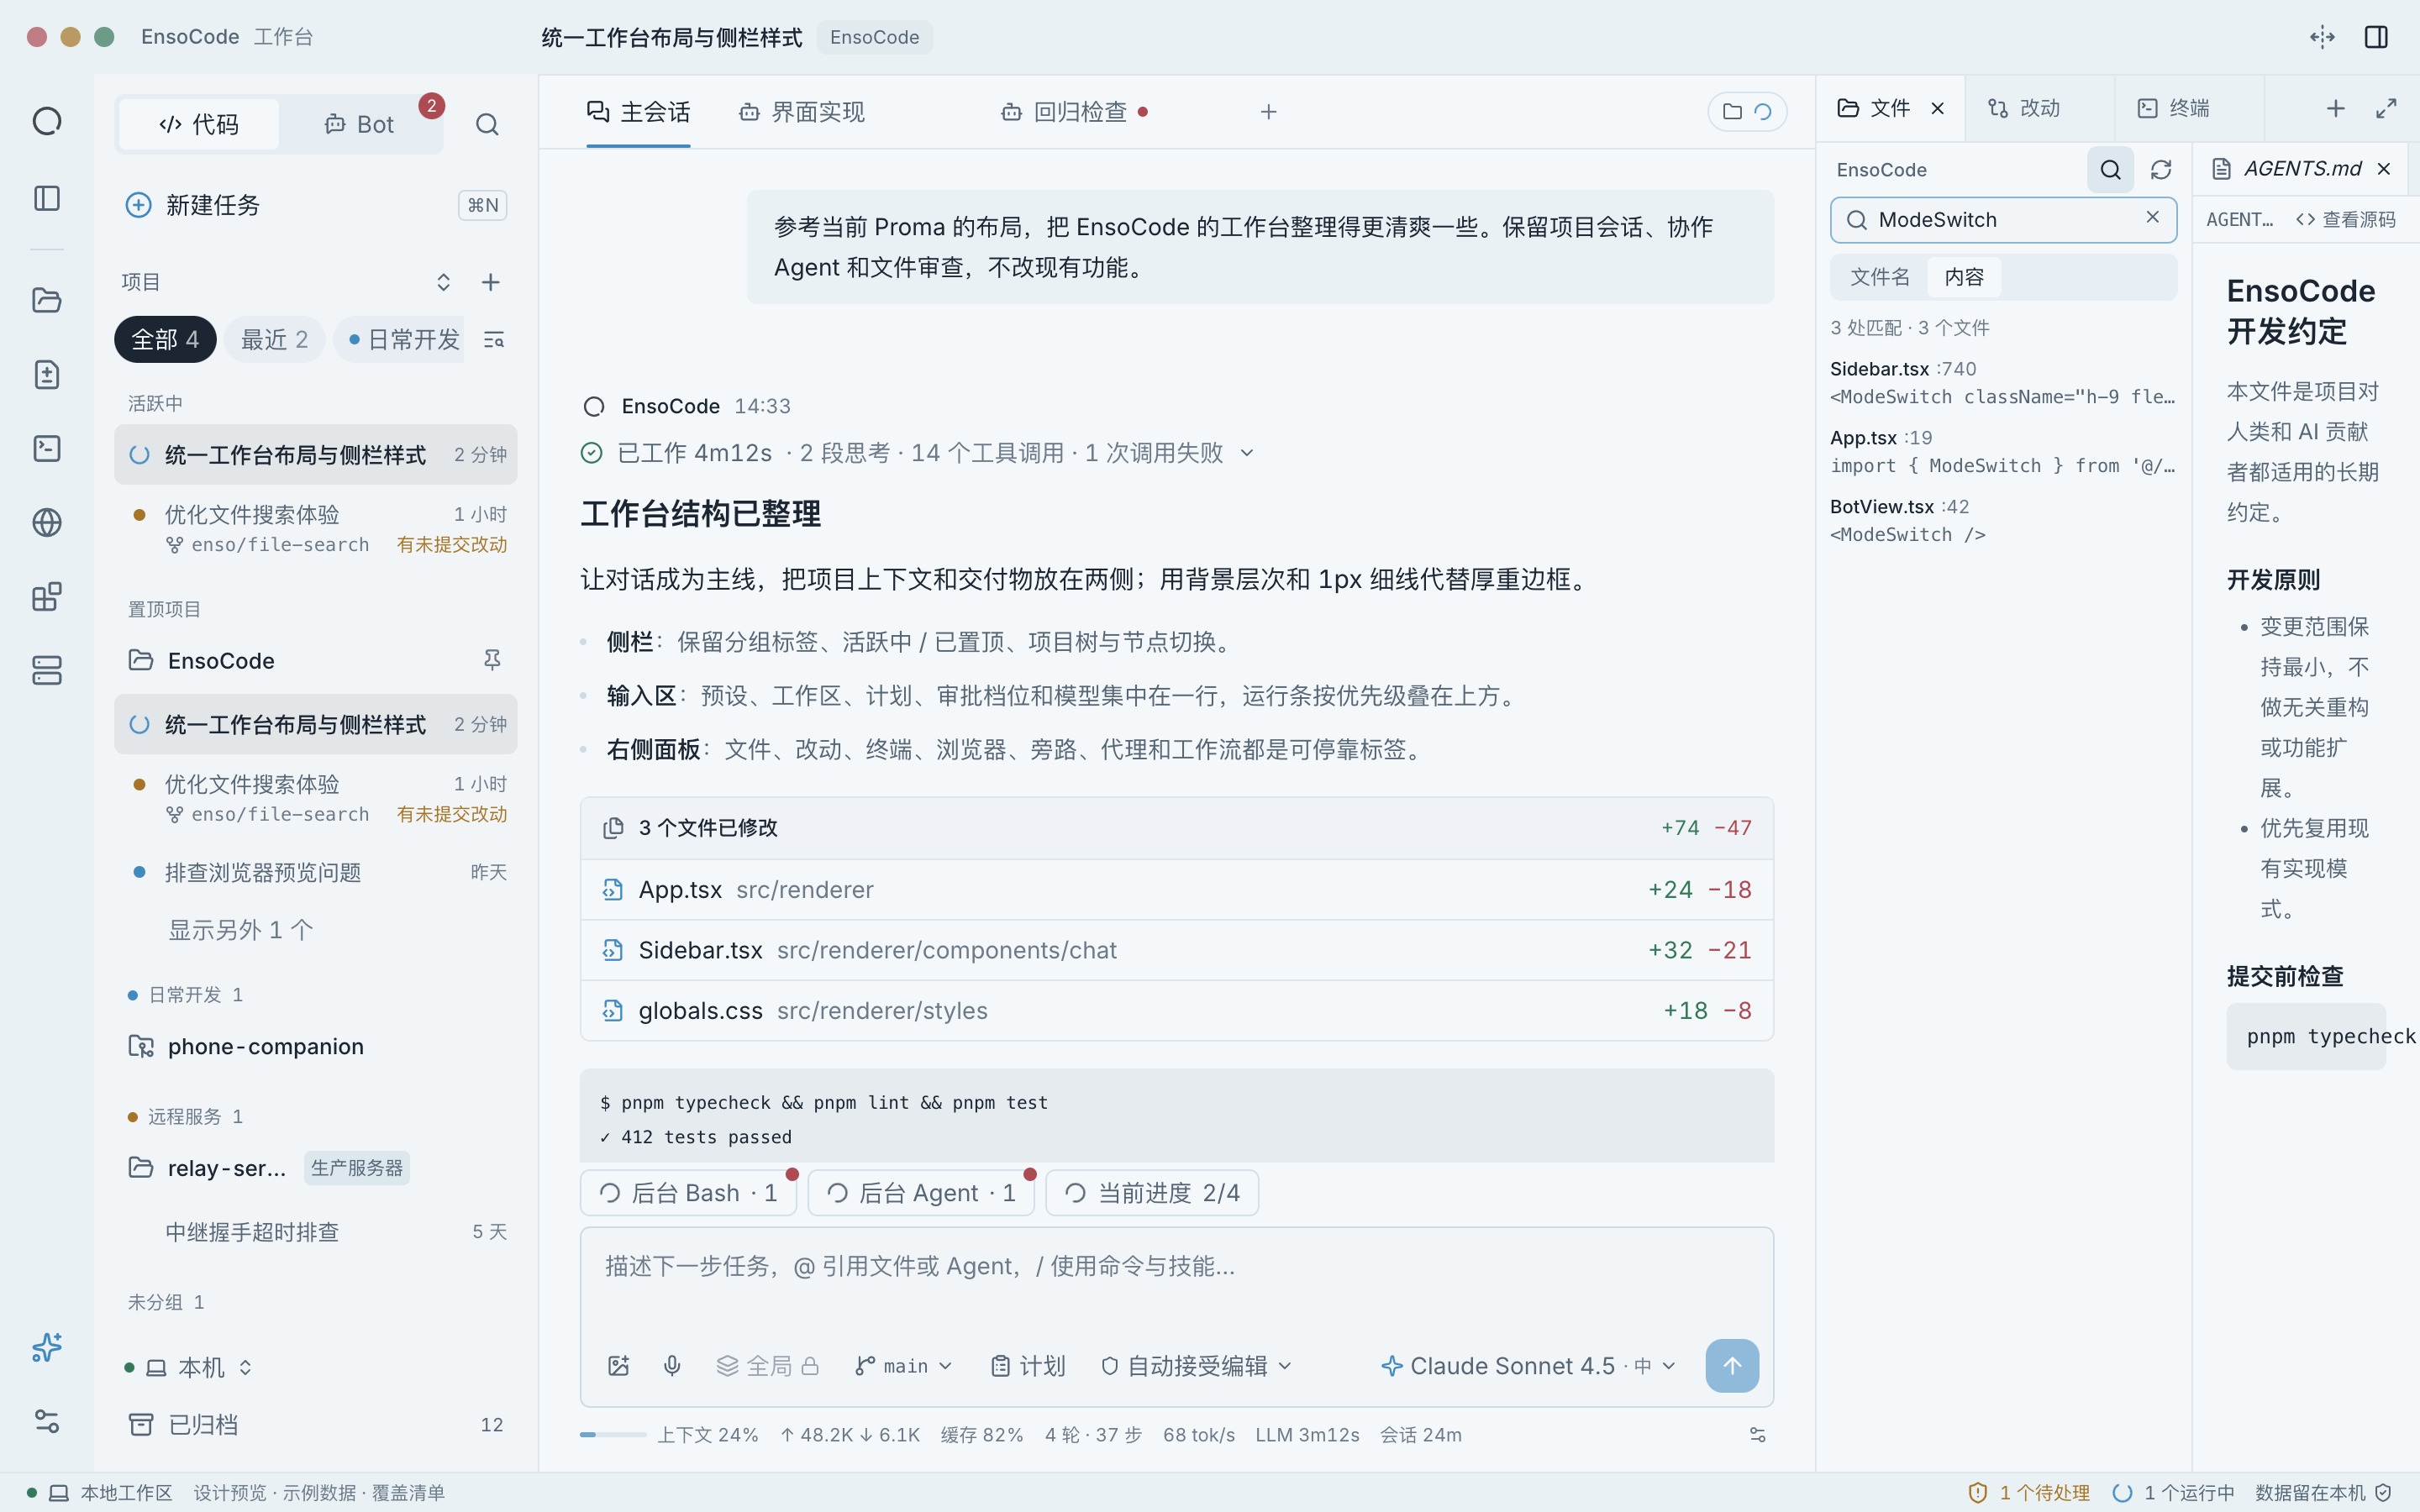 EnsoCode 工作台
统一工作台布局与侧栏样式 EnsoCode
代码
Bot 2
新建任务 ⌘N
项目
全部 4
最近 2
日常开发
活跃中
统一工作台布局与侧栏样式 2 分钟
优化文件搜索体验 1 小时
enso/file-search 有未提交改动
置顶项目
EnsoCode
统一工作台布局与侧栏样式 2 分钟
优化文件搜索体验 1 小时
enso/file-search 有未提交改动
排查浏览器预览问题 昨天
显示另外 1 个
日常开发 1
phone-companion
远程服务 1
relay-ser... 生产服务器
中继握手超时排查 5 天
未分组 1
本机
已归档 12
主会话
界面实现
回归检查
参考当前 Proma 的布局，把 EnsoCode 的工作台整理得更清爽一些。保留项目会话、协作
Agent 和文件审查，不改现有功能。
EnsoCode 14:33
已工作 4m12s · 2 段思考 · 14 个工具调用 · 1 次调用失败
工作台结构已整理
让对话成为主线，把项目上下文和交付物放在两侧；用背景层次和 1px 细线代替厚重边框。
侧栏：保留分组标签、活跃中 / 已置顶、项目树与节点切换。
输入区：预设、工作区、计划、审批档位和模型集中在一行，运行条按优先级叠在上方。
右侧面板：文件、改动、终端、浏览器、旁路、代理和工作流都是可停靠标签。
3 个文件已修改 +74 −47
App.tsx src/renderer +24 −18
Sidebar.tsx src/renderer/components/chat +32 −21
globals.css src/renderer/styles +18 −8
$ pnpm typecheck && pnpm lint && pnpm test
✓ 412 tests passed
后台 Bash · 1
后台 Agent · 1
当前进度 2/4
描述下一步任务，@ 引用文件或 Agent，/ 使用命令与技能...
全局
main
计划
自动接受编辑
Claude Sonnet 4.5 · 中
上下文 24% ↑ 48.2K ↓ 6.1K 缓存 82% 4 轮 · 37 步 68 tok/s LLM 3m12s 会话 24m
文件
改动
终端
EnsoCode
ModeSwitch
文件名
内容
3 处匹配 · 3 个文件
Sidebar.tsx :740
<ModeSwitch className="h-9 fle…
App.tsx :19
import { ModeSwitch } from '@/…
BotView.tsx :42
<ModeSwitch />
AGENTS.md
AGENT… 查看源码
EnsoCode
开发约定
本文件是项目对
人类和 AI 贡献
者都适用的长期
约定。
开发原则
变更范围保
持最小，不
做无关重构
或功能扩
展。
优先复用现
有实现模
式。
提交前检查
pnpm typecheck
本地工作区 设计预览 · 示例数据 · 覆盖清单
1 个待处理 1 个运行中 数据留在本机